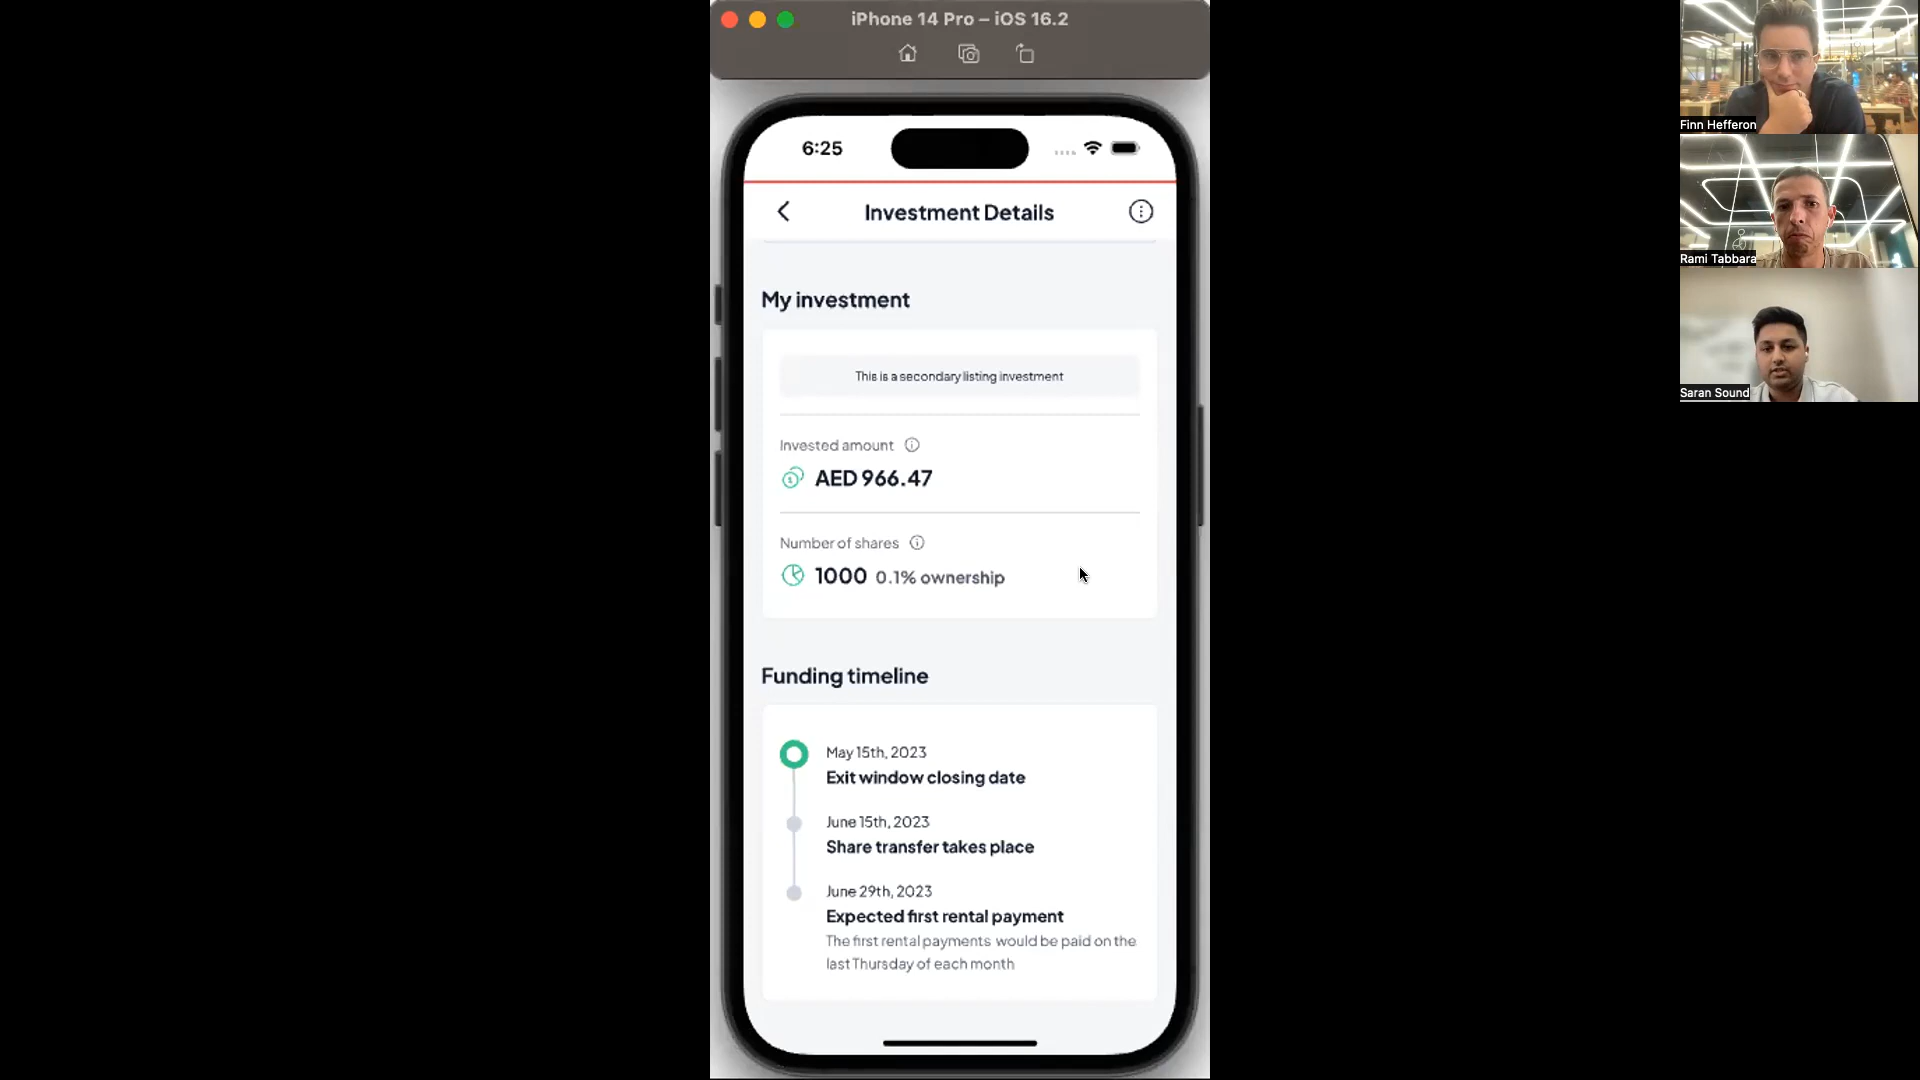 iPhone 14 Pro – iOS 16.2
6:25
Investment Details
My investment
This is a secondary listing investment
Invested amount
AED 966.47
Number of shares
1000 0.1% ownership
Funding timeline
May 15th, 2023
Exit window closing date
June 15th, 2023
Share transfer takes place
June 29th, 2023
Expected first rental payment
The first rental payments would be paid on the
last Thursday of each month
Finn Hefferon
Rami Tabbara
Saran Sound